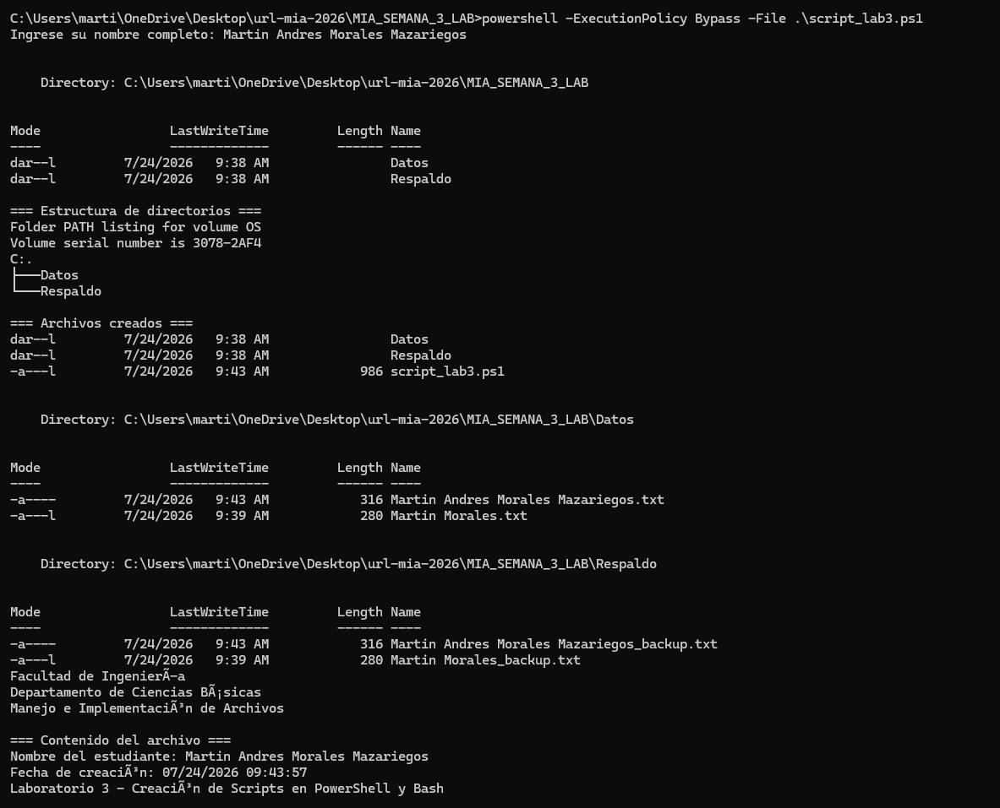 C:\Users\marti\OneDrive\Desktop\url-mia-2026\MIA_SEMANA_3_LAB>powershell -ExecutionPolicy Bypass -File .\script_lab3.ps1
Ingrese su nombre completo: Martin Andres Morales Mazariegos
Directory: C:\Users\marti\OneDrive\Desktop\url-mia-2026\MIA_SEMANA_3_LAB
Mode                 LastWriteTime         Length Name
----                 -------------         ------ ----
dar--l         7/24/2026   9:38 AM                Datos
dar--l         7/24/2026   9:38 AM                Respaldo
=== Estructura de directorios ===
Folder PATH listing for volume OS
Volume serial number is 3078-2AF4
C:.
├───Datos
└───Respaldo
=== Archivos creados ===
dar--l         7/24/2026   9:38 AM                Datos
dar--l         7/24/2026   9:38 AM                Respaldo
-a---l         7/24/2026   9:43 AM            986 script_lab3.ps1
Directory: C:\Users\marti\OneDrive\Desktop\url-mia-2026\MIA_SEMANA_3_LAB\Datos
Mode                 LastWriteTime         Length Name
----                 -------------         ------ ----
-a----         7/24/2026   9:43 AM            316 Martin Andres Morales Mazariegos.txt
-a---l         7/24/2026   9:39 AM            280 Martin Morales.txt
Directory: C:\Users\marti\OneDrive\Desktop\url-mia-2026\MIA_SEMANA_3_LAB\Respaldo
Mode                 LastWriteTime         Length Name
----                 -------------         ------ ----
-a----         7/24/2026   9:43 AM            316 Martin Andres Morales Mazariegos_backup.txt
-a---l         7/24/2026   9:39 AM            280 Martin Morales_backup.txt
Facultad de IngenierÃ-a
Departamento de Ciencias BÃ¡sicas
Manejo e ImplementaciÃ³n de Archivos
=== Contenido del archivo ===
Nombre del estudiante: Martin Andres Morales Mazariegos
Fecha de creaciÃ³n: 07/24/2026 09:43:57
Laboratorio 3 - CreaciÃ³n de Scripts en PowerShell y Bash